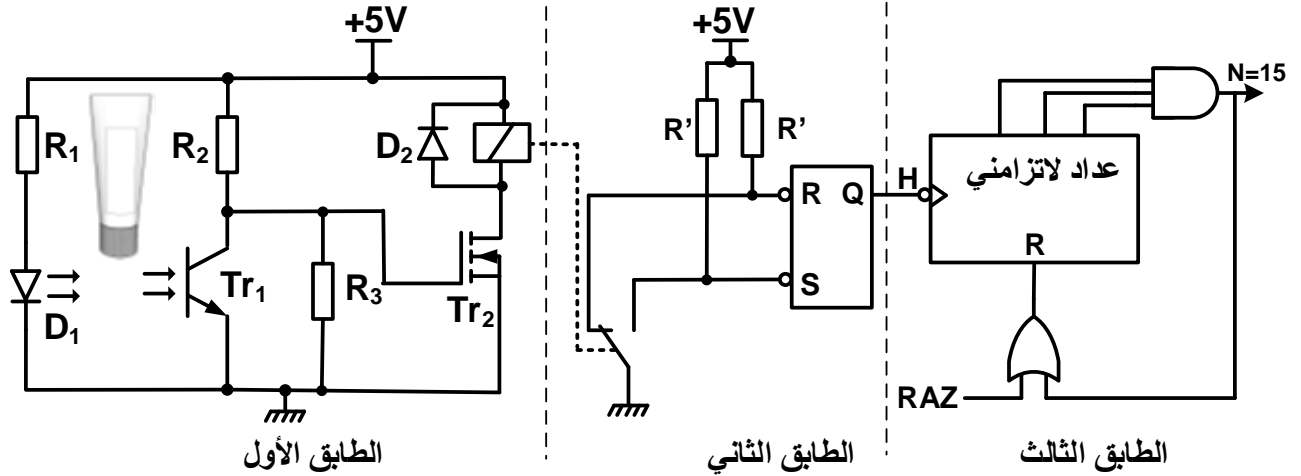 +5V
R₁
R₂
D₂
D₁
Tr₁
R₃
Tr₂
الطابق الأول
+5V
R’
R’
R
Q
S
الطابق الثاني
N=15
H
عداد لاتزامني
R
RAZ
الطابق الثالث